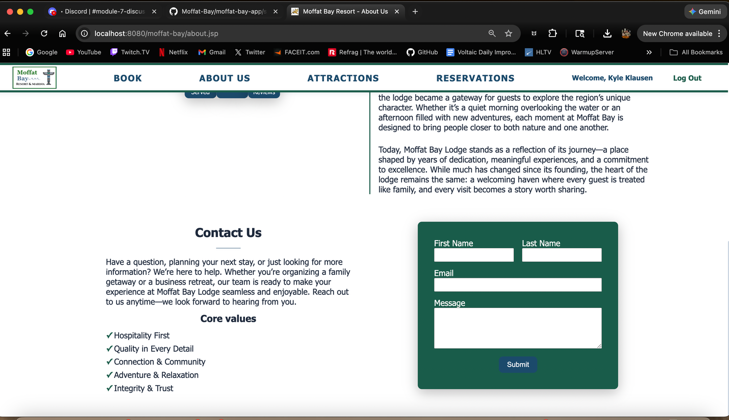 Discord | #module-7-discus
Moffat-Bay/moffat-bay-app/
Moffat Bay Resort - About Us
Gemini
localhost:8080/moffat-bay/about.jsp
New Chrome available
Google
YouTube
Twitch.TV
Netflix
Gmail
Twitter
FACEIT.com
Refrag | The world...
GitHub
Voltaic Daily Improv...
HLTV
WarmupServer
»
All Bookmarks
Moffat
Bay
BOOK
ABOUT US
ATTRACTIONS
RESERVATIONS
Welcome, Kyle Klausen
Log Out
Served
Reviews
the lodge became a gateway for guests to explore the region's unique
character. Whether it's a quiet morning overlooking the water or an
afternoon filled with new adventures, each moment at Moffat Bay is
designed to bring people closer to both nature and one another.
Today, Moffat Bay Lodge stands as a reflection of its journey—a place
shaped by years of dedication, meaningful experiences, and a commitment
to excellence. While much has changed since its founding, the heart of the
lodge remains the same: a welcoming haven where every guest is treated
like family, and every visit becomes a story worth sharing.
Contact Us
Have a question, planning your next stay, or just looking for more
information? We're here to help. Whether you're organizing a family
getaway or a business retreat, our team is ready to make your
experience at Moffat Bay Lodge seamless and enjoyable. Reach out
to us anytime—we look forward to hearing from you.
Core values
✓Hospitality First
✓Quality in Every Detail
✓Connection & Community
✓Adventure & Relaxation
✓Integrity & Trust
First Name
Last Name
Email
Message
Submit